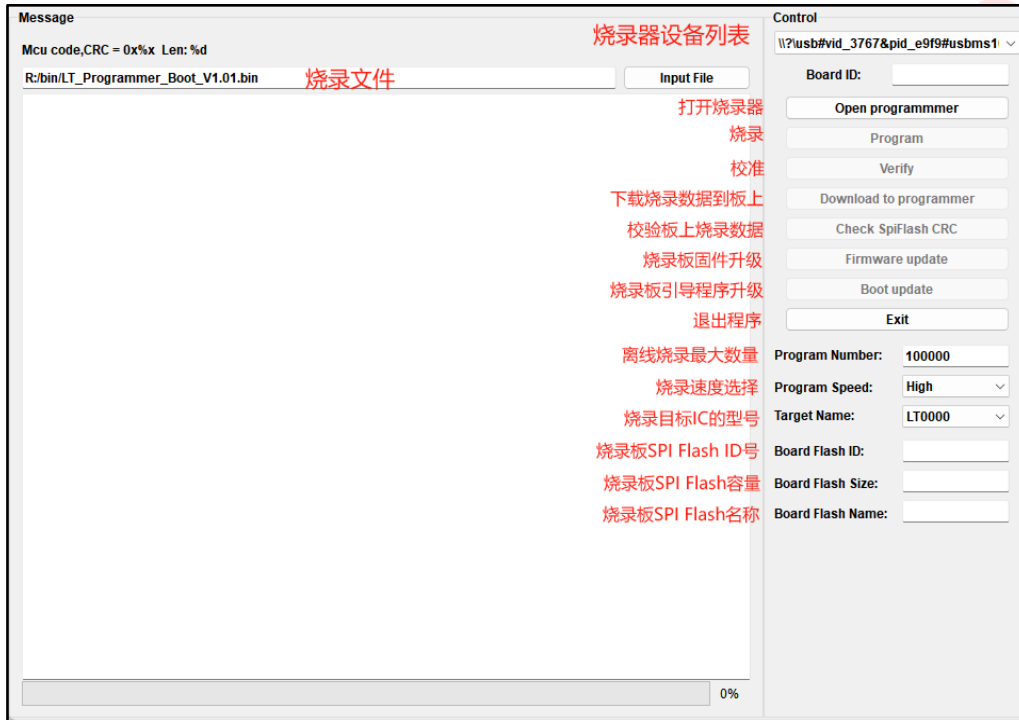 Message
Control
烧录器设备列表
\\?\usb#vid_3767&pid_e9f9#usbms1
Mcu code,CRC = 0x%x  Len: %d
R:/bin/LT_Programmer_Boot_V1.01.bin
烧录文件
Input File
Board ID:
打开烧录器 Open programmmer
烧录 Program
校准 Verify
下载烧录数据到板上 Download to programmer
校验板上烧录数据 Check SpiFlash CRC
烧录板固件升级 Firmware update
烧录板引导程序升级 Boot update
退出程序 Exit
离线烧录最大数量 Program Number: 100000
烧录速度选择 Program Speed: High
烧录目标IC的型号 Target Name: LT0000
烧录板SPI Flash ID号 Board Flash ID:
烧录板SPI Flash容量 Board Flash Size:
烧录板SPI Flash名称 Board Flash Name:
0%